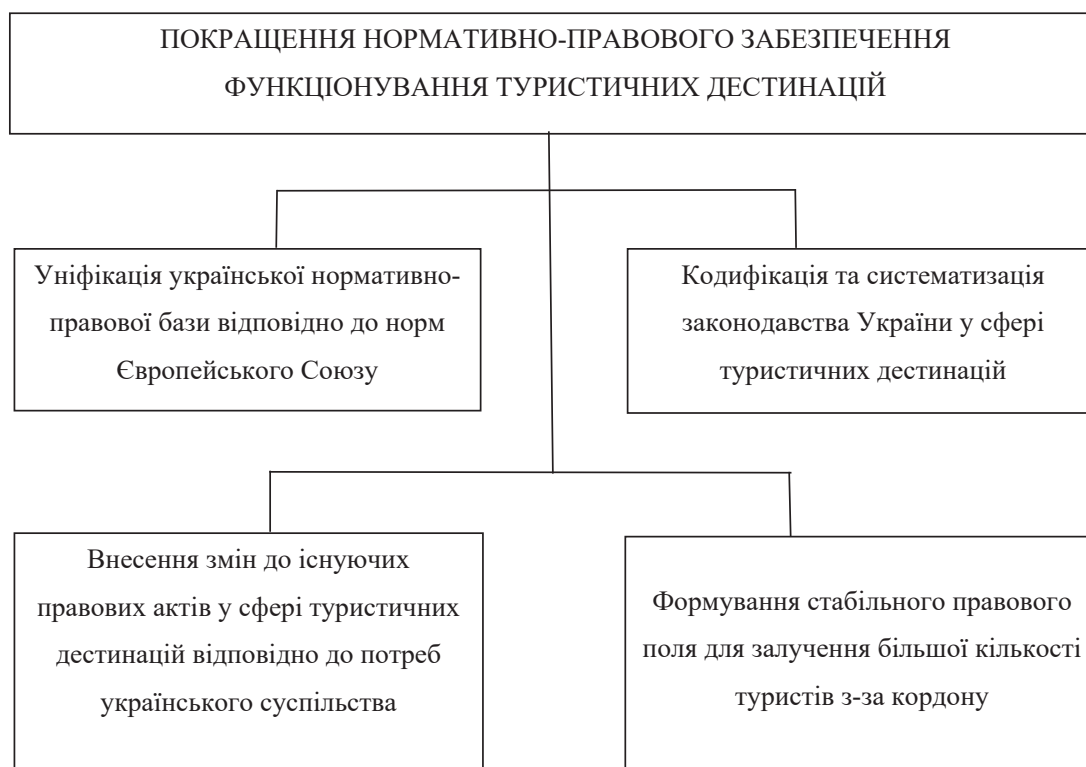 ПОКРАЩЕННЯ НОРМАТИВНО-ПРАВОВОГО ЗАБЕЗПЕЧЕННЯ
ФУНКЦІОНУВАННЯ ТУРИСТИЧНИХ ДЕСТИНАЦІЙ
Уніфікація української нормативно-
правової бази відповідно до норм
Європейського Союзу
Кодифікація та систематизація
законодавства України у сфері
туристичних дестинацій
Внесення змін до існуючих
правових актів у сфері туристичних
дестинацій відповідно до потреб
українського суспільства
Формування стабільного правового
поля для залучення більшої кількості
туристів з-за кордону